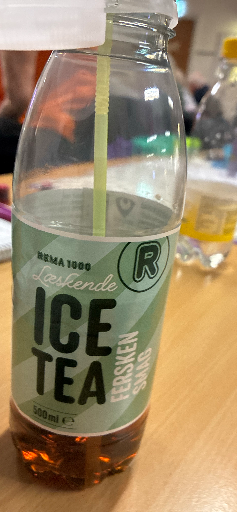 REMA 1000
R
Læskende
ICE
TEA
FERSKEN
SMAG
500 ml e